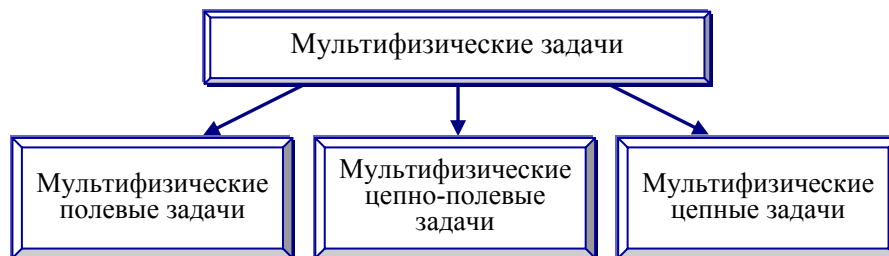 Мультифизические задачи
Мультифизические
полевые задачи
Мультифизические
цепно-полевые
задачи
Мультифизические
цепные задачи